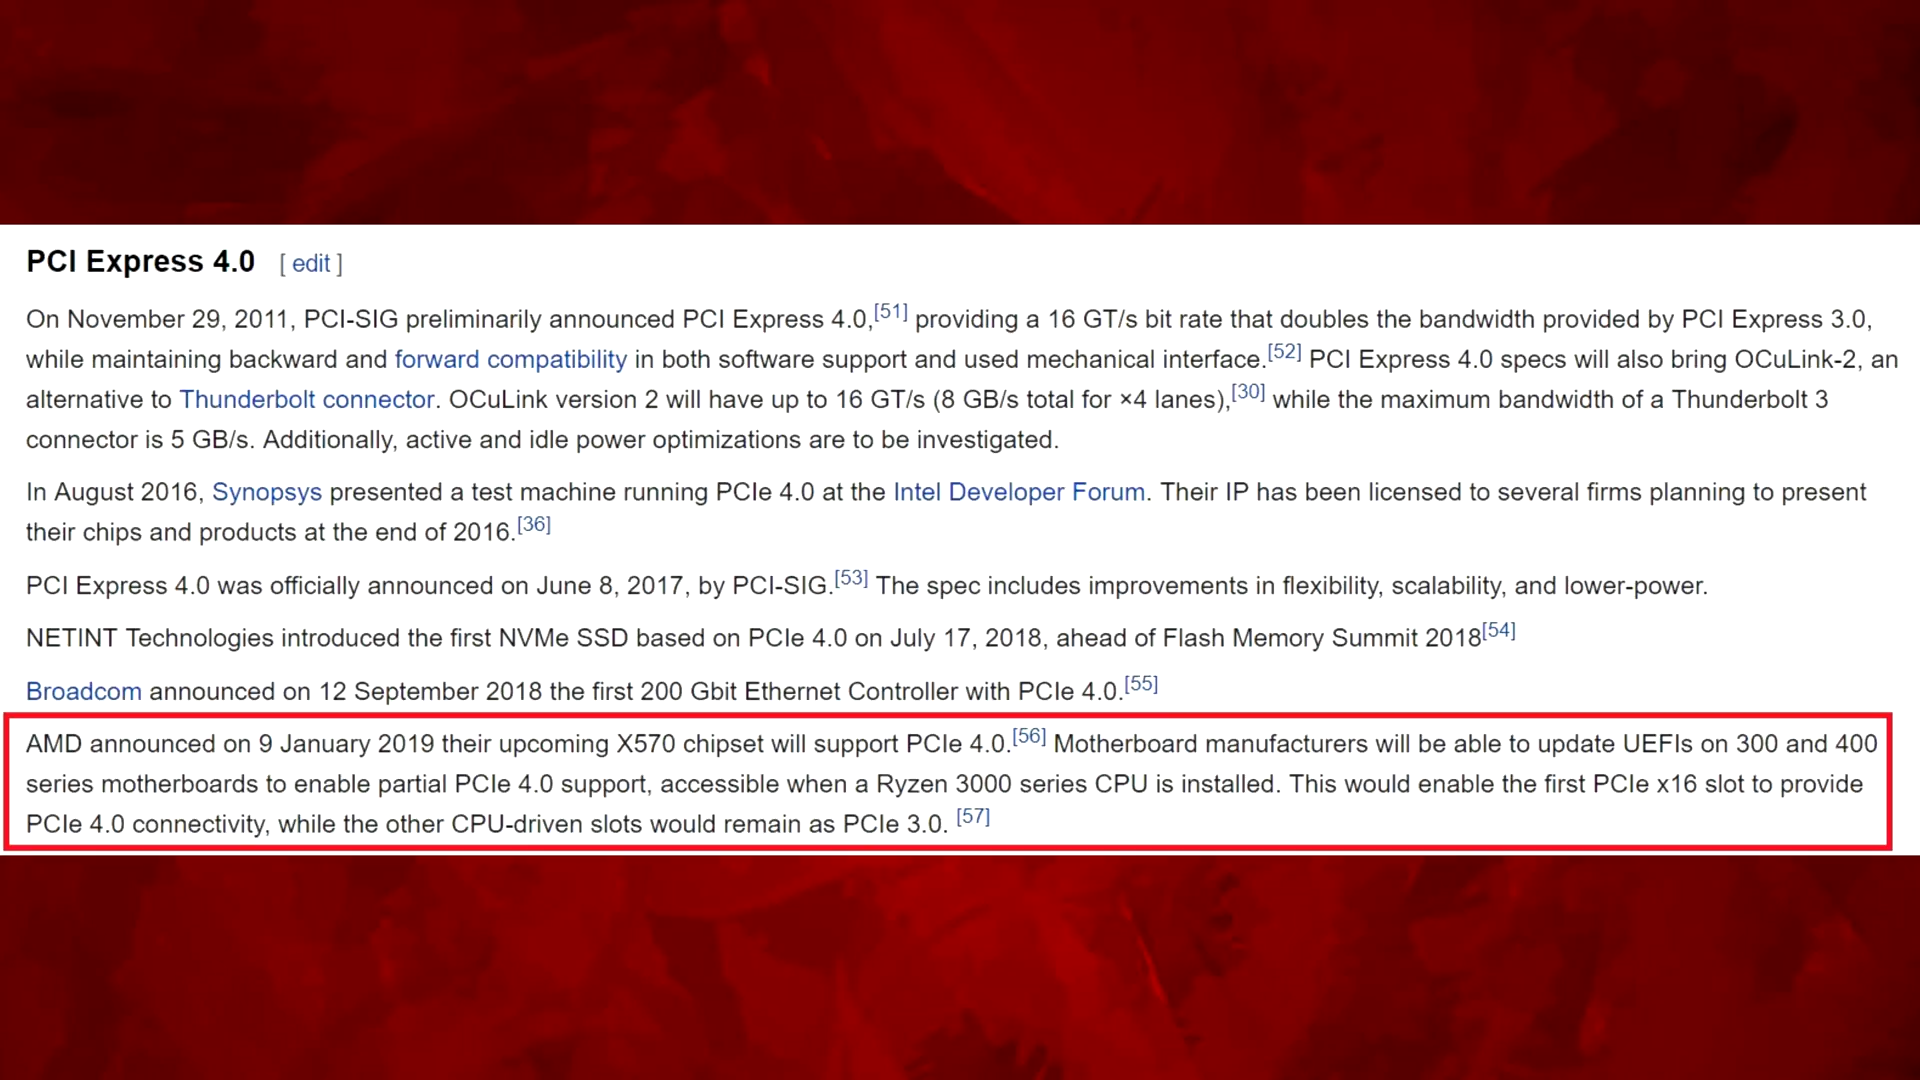 PCI Express 4.0 [ edit ]
On November 29, 2011, PCI-SIG preliminarily announced PCI Express 4.0,[51] providing a 16 GT/s bit rate that doubles the bandwidth provided by PCI Express 3.0,
while maintaining backward and forward compatibility in both software support and used mechanical interface.[52] PCI Express 4.0 specs will also bring OCuLink-2, an
alternative to Thunderbolt connector. OCuLink version 2 will have up to 16 GT/s (8 GB/s total for ×4 lanes),[30] while the maximum bandwidth of a Thunderbolt 3
connector is 5 GB/s. Additionally, active and idle power optimizations are to be investigated.
In August 2016, Synopsys presented a test machine running PCIe 4.0 at the Intel Developer Forum. Their IP has been licensed to several firms planning to present
their chips and products at the end of 2016.[36]
PCI Express 4.0 was officially announced on June 8, 2017, by PCI-SIG.[53] The spec includes improvements in flexibility, scalability, and lower-power.
NETINT Technologies introduced the first NVMe SSD based on PCIe 4.0 on July 17, 2018, ahead of Flash Memory Summit 2018[54]
Broadcom announced on 12 September 2018 the first 200 Gbit Ethernet Controller with PCIe 4.0.[55]
AMD announced on 9 January 2019 their upcoming X570 chipset will support PCIe 4.0.[56] Motherboard manufacturers will be able to update UEFIs on 300 and 400
series motherboards to enable partial PCIe 4.0 support, accessible when a Ryzen 3000 series CPU is installed. This would enable the first PCIe x16 slot to provide
PCIe 4.0 connectivity, while the other CPU-driven slots would remain as PCIe 3.0. [57]